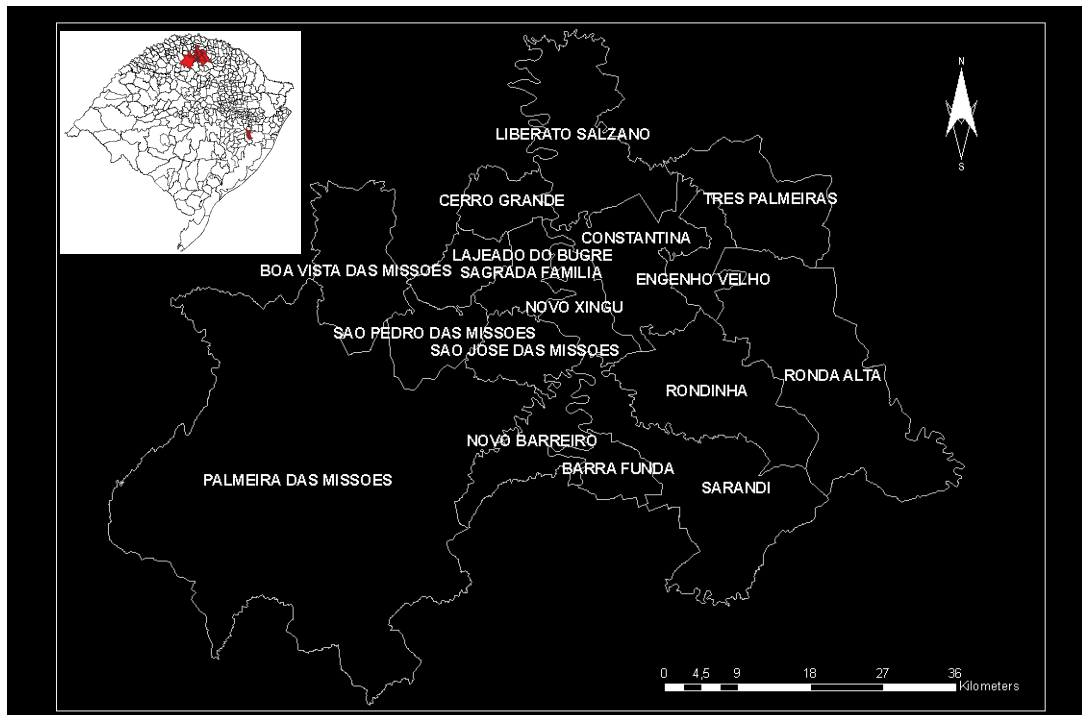 N
S
LIBERATO SALZANO
TRES PALMEIRAS
CERRO GRANDE
CONSTANTINA
LAJEADO DO BUGRE
BOA VISTA DAS MISSOES
SAGRADA FAMILIA
ENGENHO VELHO
NOVO XINGU
SAO PEDRO DAS MISSOES
SAO JOSE DAS MISSOES
RONDA ALTA
RONDINHA
NOVO BARREIRO
BARRA FUNDA
PALMEIRA DAS MISSOES
SARANDI
0 4,5 9 18 27 36
Kilometers